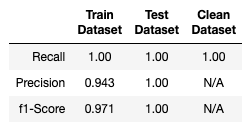 Train Test Clean
Dataset Dataset Dataset
Recall 1.00 1.00 1.00
Precision 0.943 1.00 N/A
f1-Score 0.971 1.00 N/A